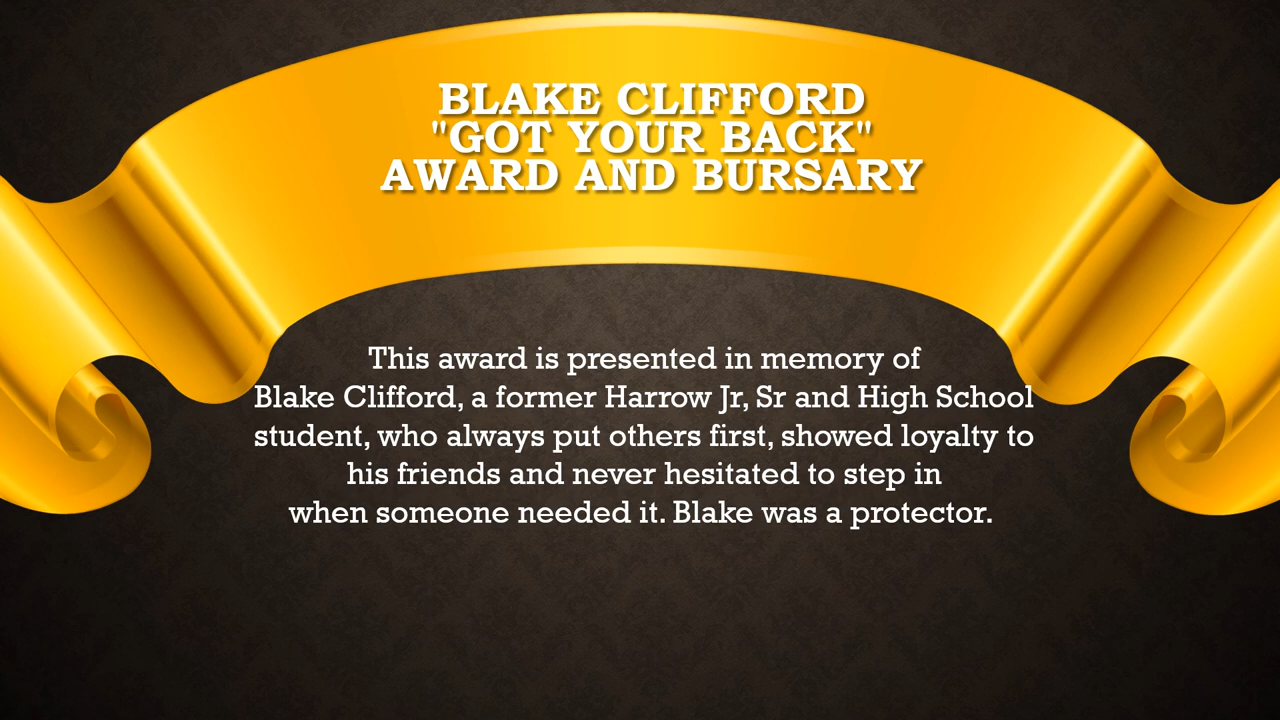 BLAKE CLIFFORD
"GOT YOUR BACK"
AWARD AND BURSARY
This award is presented in memory of
Blake Clifford, a former Harrow Jr, Sr and High School
student, who always put others first, showed loyalty to
his friends and never hesitated to step in
when someone needed it. Blake was a protector.